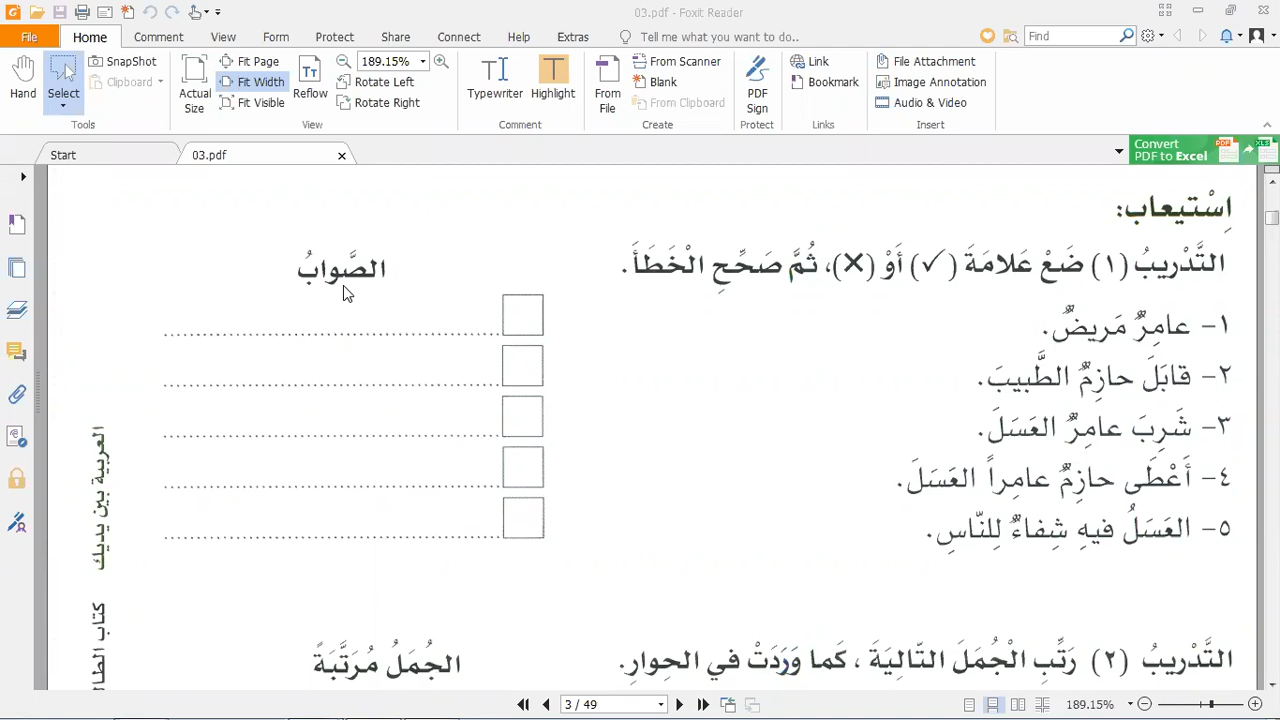 03.pdf - Foxit Reader
File Home Comment View Form Protect Share Connect Help Extras Tell me what you want to do... Find
Hand
Select
SnapShot
Clipboard
Tools
Actual Size
Fit Page
Fit Width
Fit Visible
Reflow
189.15%
Rotate Left
Rotate Right
View
Typewriter
Highlight
Comment
From File
From Scanner
Blank
From Clipboard
Create
PDF Sign
Protect
Link
Bookmark
Links
File Attachment
Image Annotation
Audio & Video
Insert
Start
03.pdf
Convert PDF to Excel
اِسْتيعاب:
التَّدْريبُ (١) ضَعْ عَلامَةَ (✓) أَوْ (✗)، ثُمَّ صَحِّحِ الْخَطَأَ.
الصَّوابُ
١- عامِرٌ مَريضٌ.
٢- قابَلَ حازِمٌ الطَّبيبَ.
٣- شَرِبَ عامِرٌ العَسَلَ.
٤- أَعْطَى حازِمٌ عامِراً العَسَلَ.
٥- العَسَلُ فيهِ شِفاءٌ لِلنّاسِ.
التَّدْريبُ (٢) رَتِّبِ الْجُمَلَ التّالِيَةَ ، كَما وَرَدَتْ في الحِوارِ.
الجُمَلُ مُرَتَّبَةً
العربية بين يديك
كتاب الطا
3 / 49
189.15%